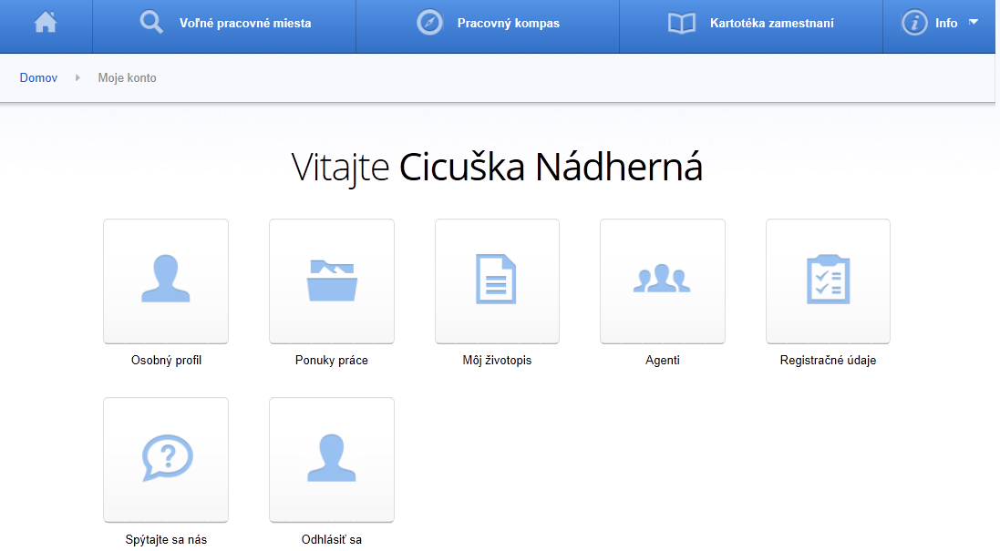 Voľné pracovné miesta
Pracovný kompas
Kartotéka zamestnaní
Info
Domov
Moje konto
Vitajte Cicuška Nádherná
Osobný profil
Ponuky práce
Môj životopis
Agenti
Registračné údaje
Spýtajte sa nás
Odhlásiť sa